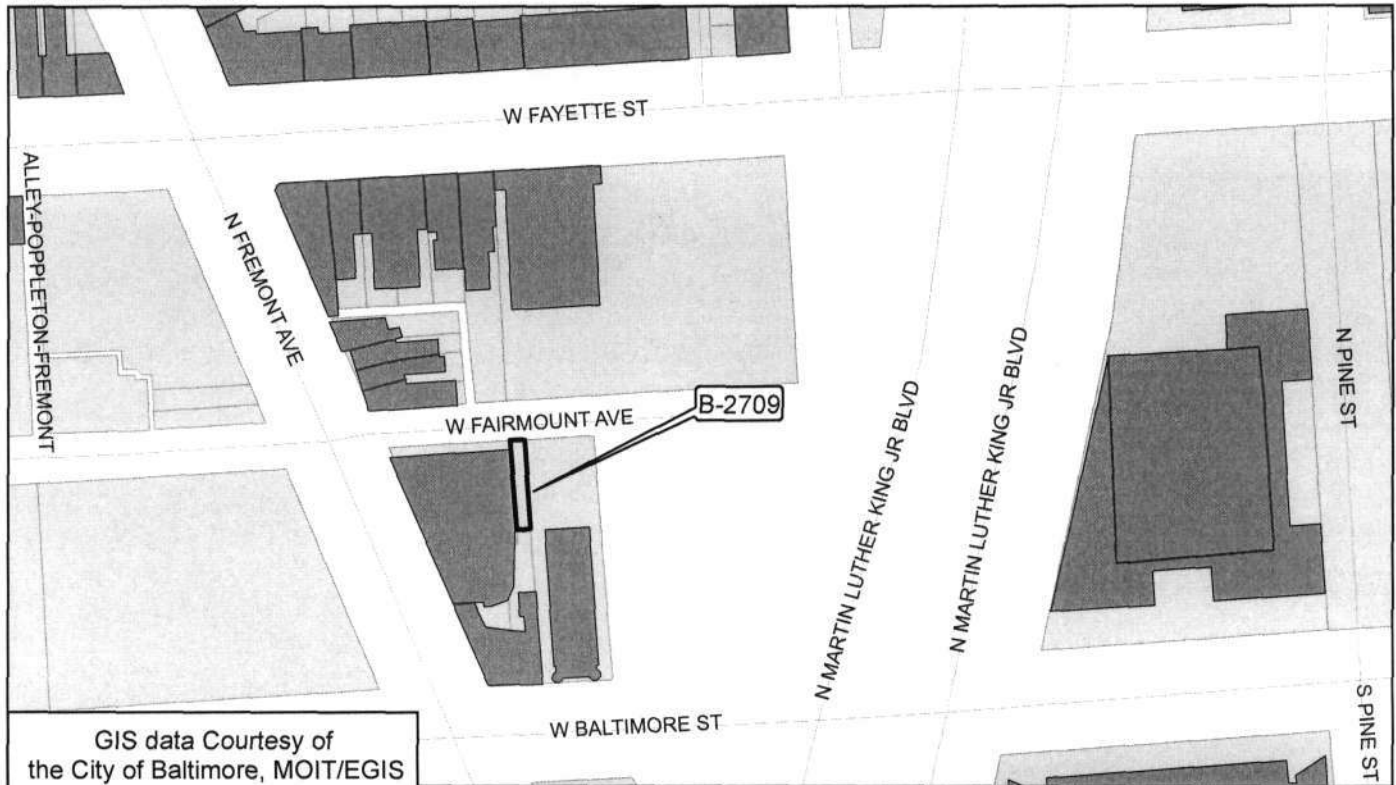 W FAYETTE ST
ALLEY-POPPLETON-FREMONT
N FREMONT AVE
B-2709
W FAIRMOUNT AVE
N MARTIN LUTHER KING JR BLVD
N MARTIN LUTHER KING JR BLVD
N PINE ST
W BALTIMORE ST
S PINE ST
GIS data Courtesy of
the City of Baltimore, MOIT/EGIS